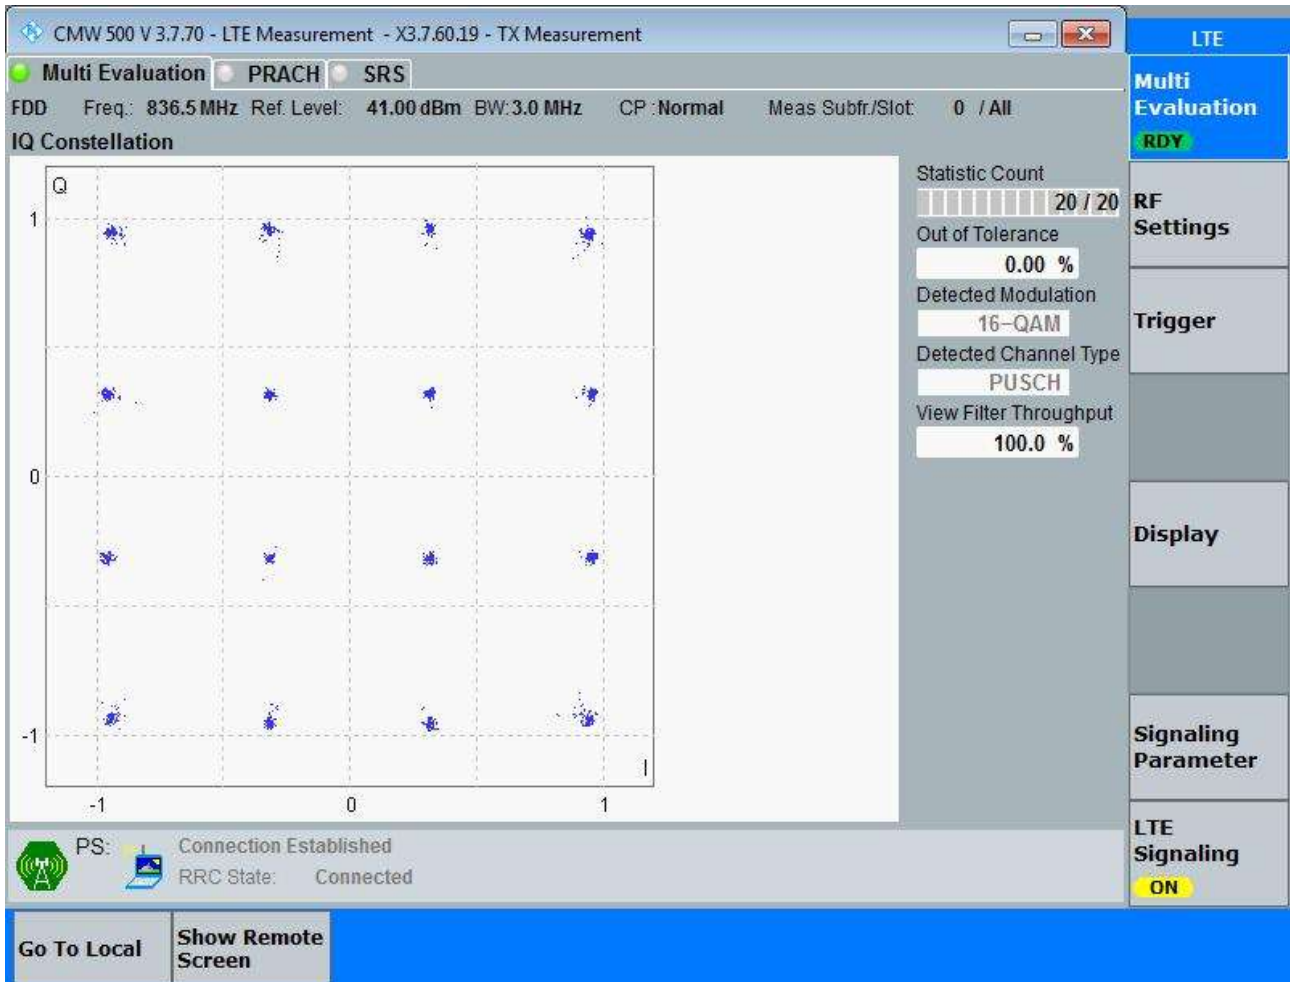 CMW 500 V 3.7.70 - LTE Measurement - X3.7.60.19 - TX Measurement
LTE
Multi Evaluation PRACH SRS
FDD Freq.: 836.5 MHz Ref. Level: 41.00 dBm BW: 3.0 MHz CP : Normal Meas Subfr./Slot: 0 / All
IQ Constellation
Q
1
0
-1
I
-1 0 1
Statistic Count
20 / 20
Out of Tolerance
0.00 %
Detected Modulation
16-QAM
Detected Channel Type
PUSCH
View Filter Throughput
100.0 %
Multi
Evaluation
RDY
RF
Settings
Trigger
Display
Signaling
Parameter
LTE
Signaling
ON
PS: Connection Established
RRC State: Connected
Go To Local
Show Remote
Screen